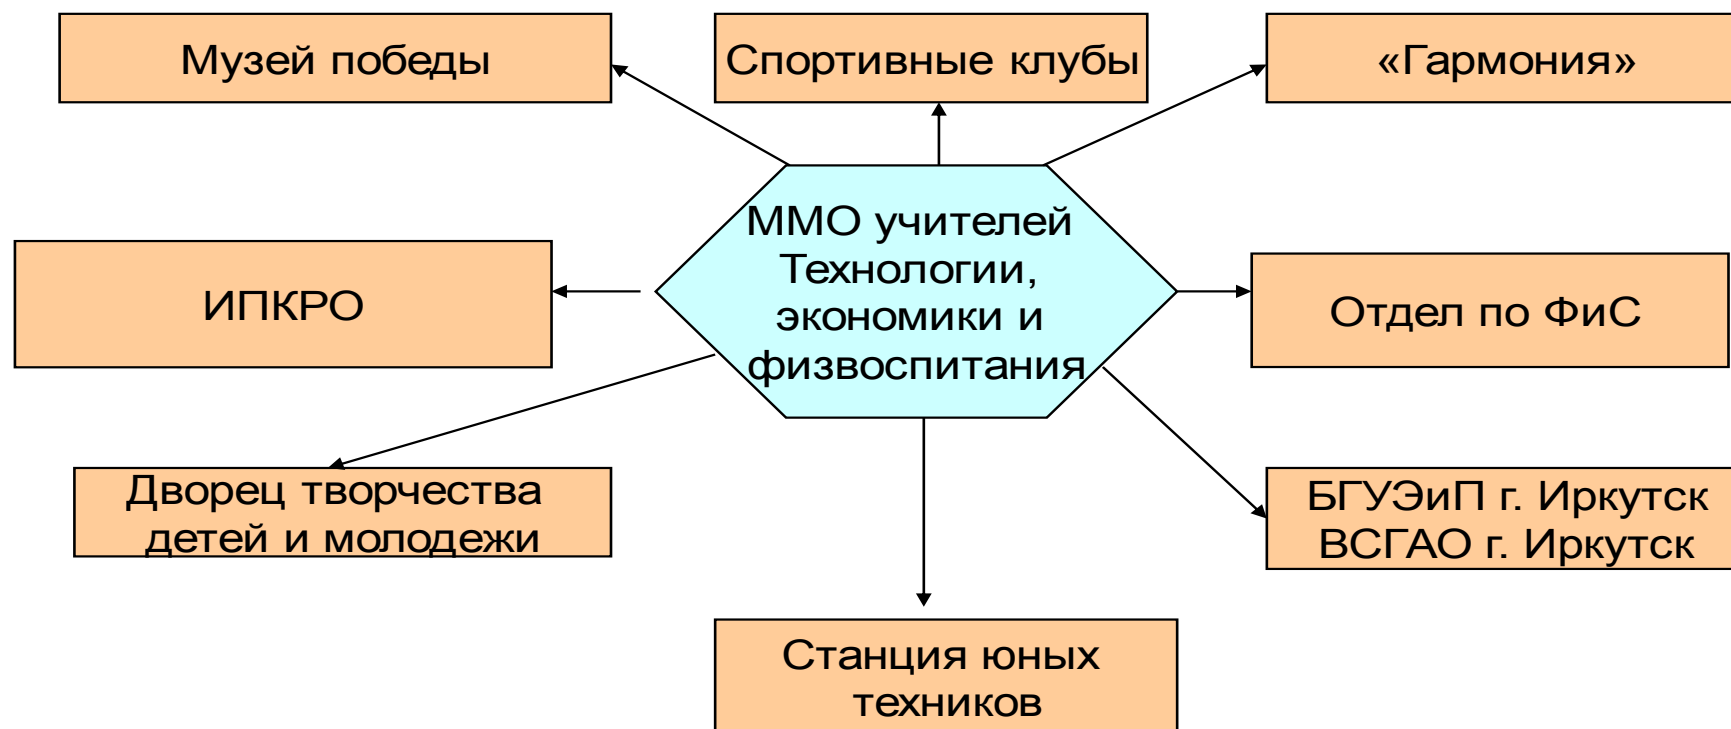 Музей победы
Спортивные клубы
«Гармония»
ММО учителей
Технологии,
экономики и
физвоспитания
ИПКРО
Отдел по ФиС
Дворец творчества
детей и молодежи
БГУЭиП г. Иркутск
ВСГАО г. Иркутск
Станция юных
техников